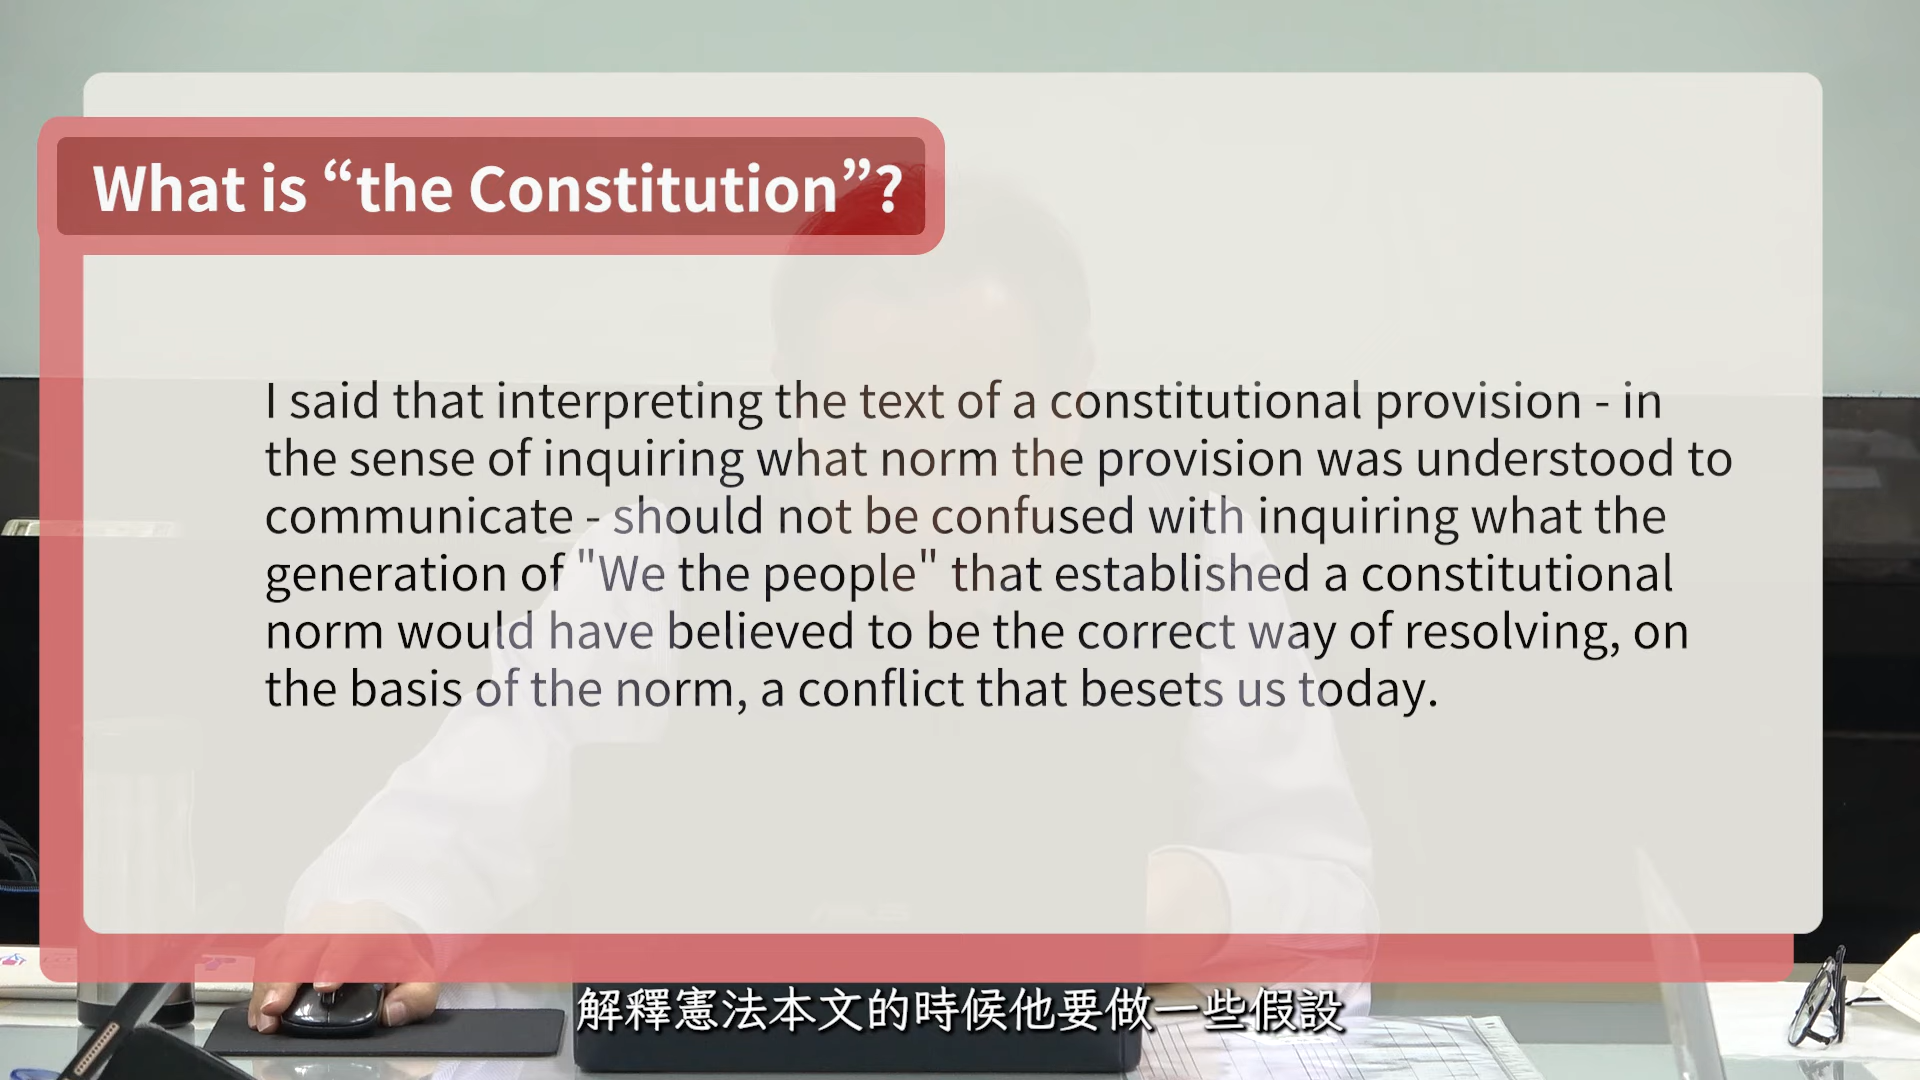 What is “the Constitution”?
I said that interpreting the text of a constitutional provision - in
the sense of inquiring what norm the provision was understood to
communicate - should not be confused with inquiring what the
generation of "We the people" that established a constitutional
norm would have believed to be the correct way of resolving, on
the basis of the norm, a conflict that besets us today.
解釋憲法本文的時候他要做一些假設